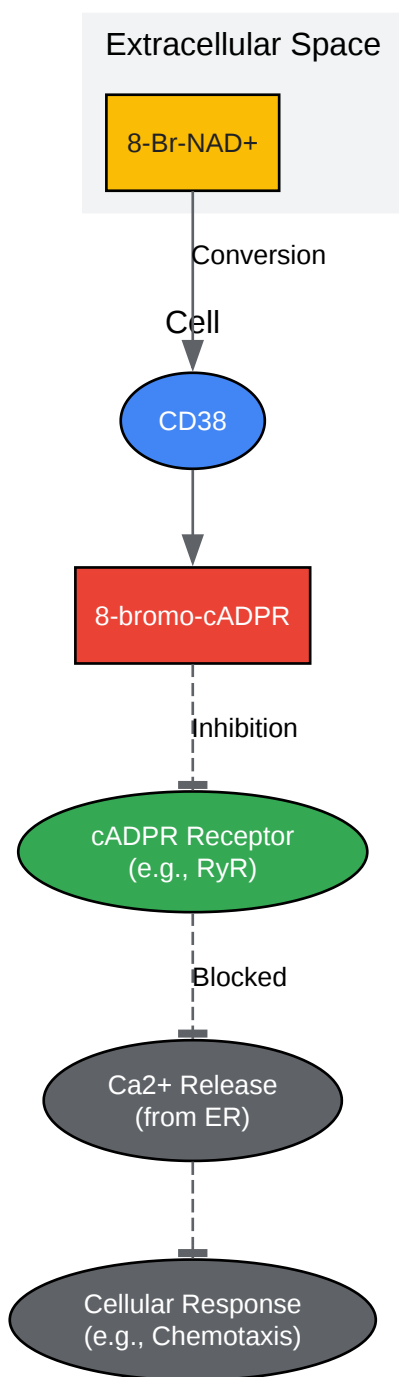 Extracellular Space
8-Br-NAD+
Conversion
Cell
CD38
8-bromo-cADPR
Inhibition
cADPR Receptor
(e.g., RyR)
Blocked
Ca2+ Release
(from ER)
Cellular Response
(e.g., Chemotaxis)